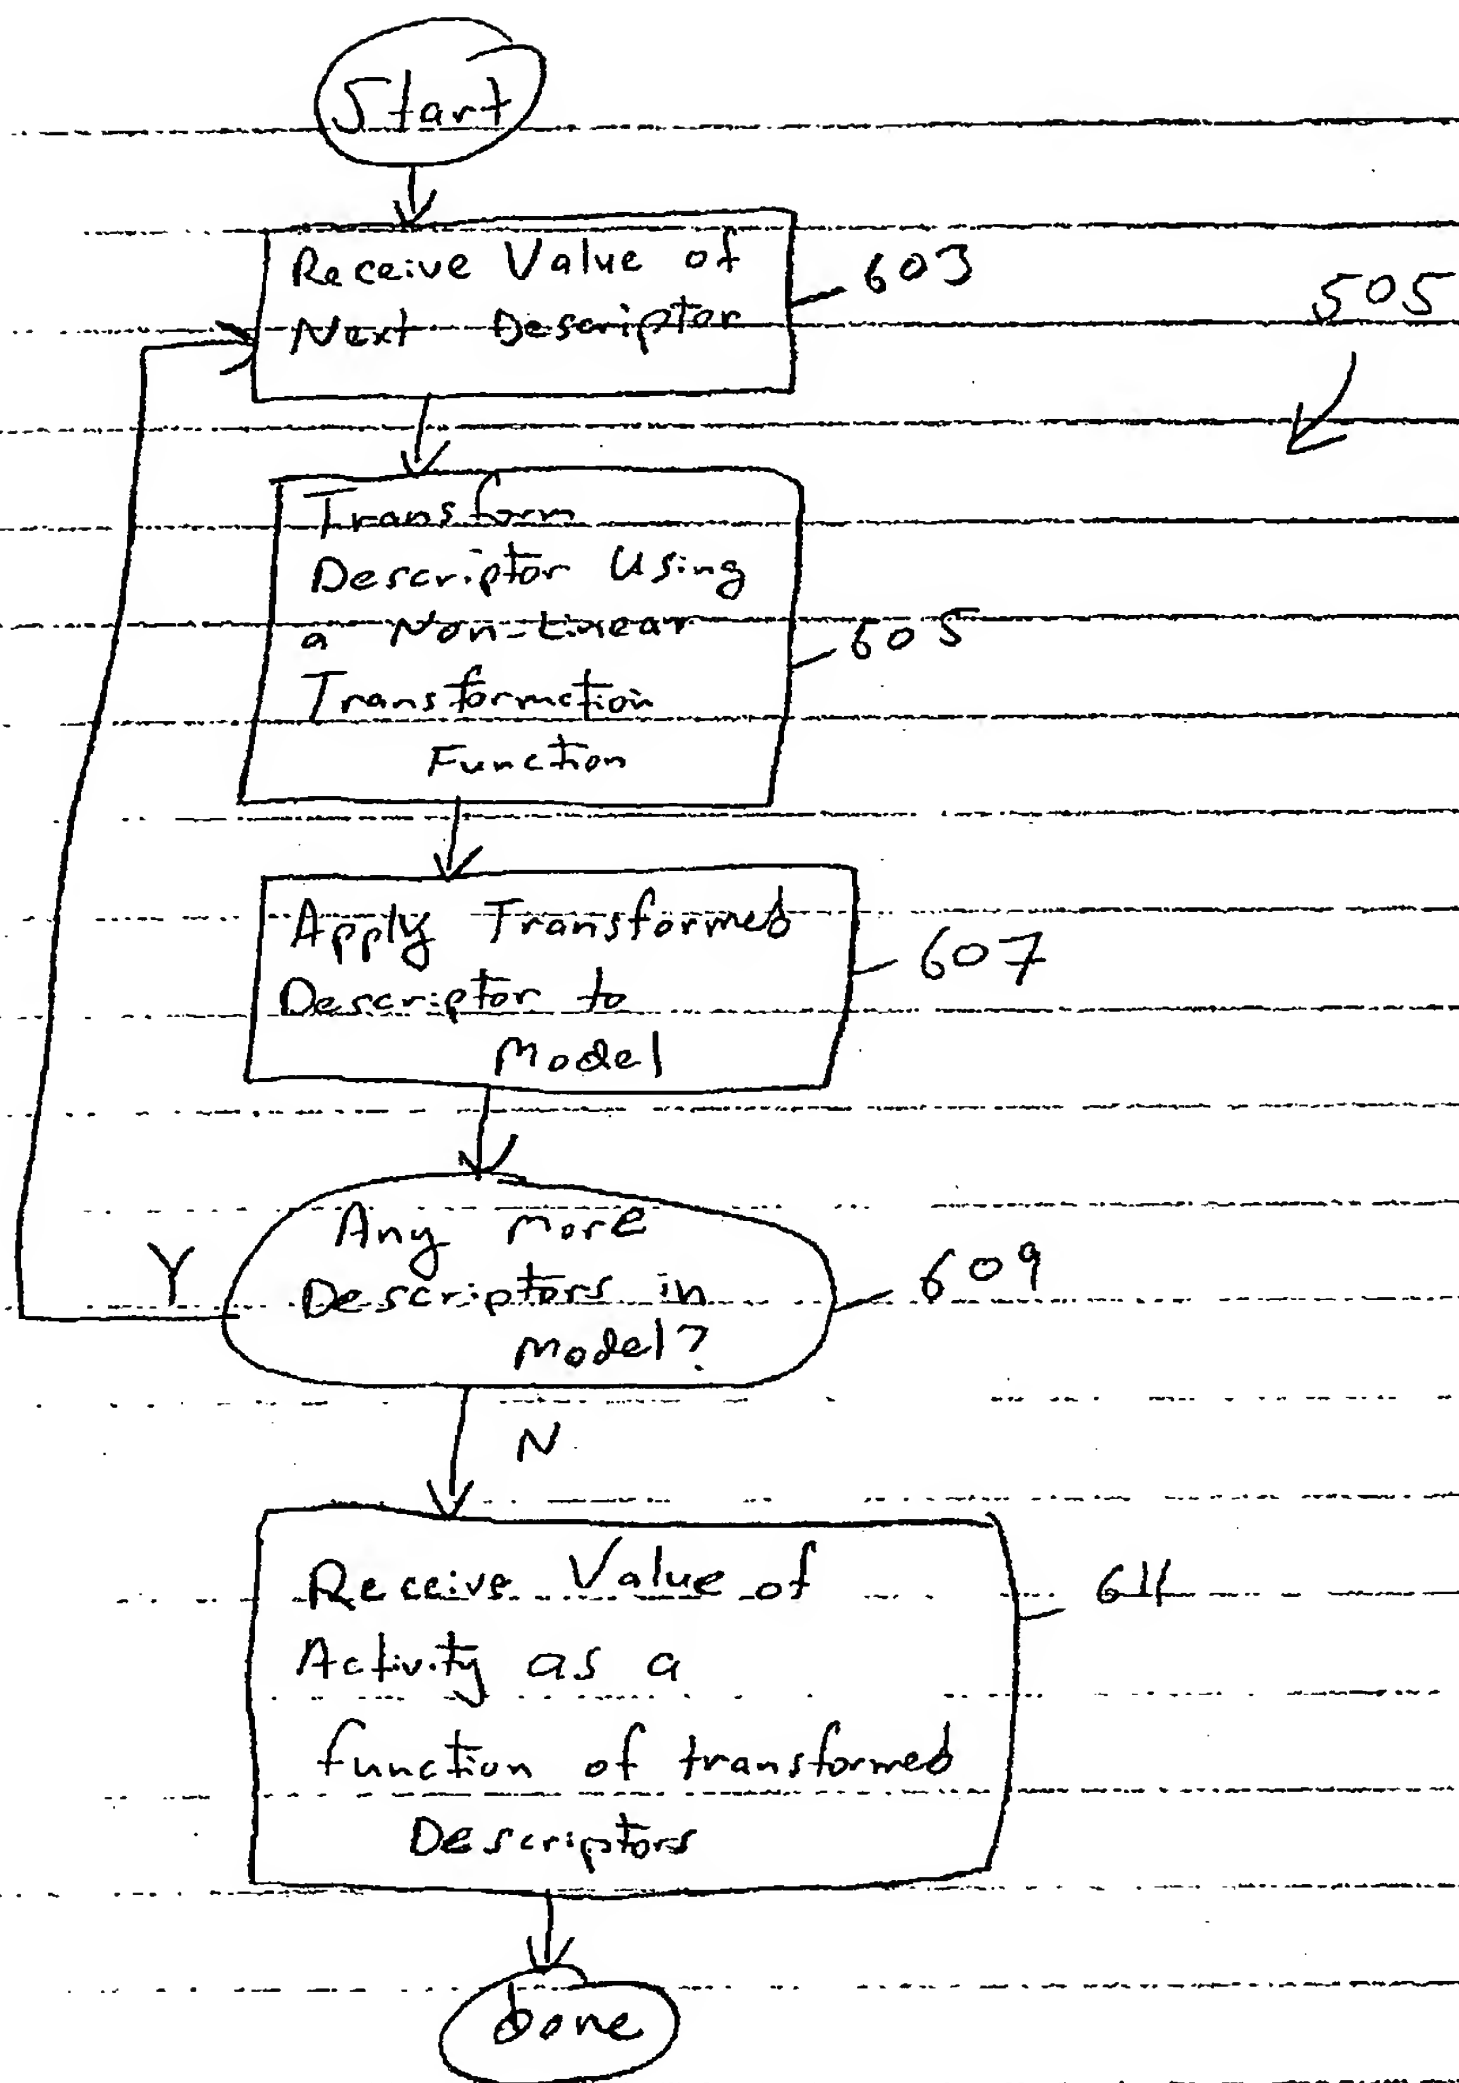 Start
Receive Value of
Next Descriptor
603
505
Transform
Descriptor Using
a Non-Linear
Transformation
Function
605
Apply Transformed
Descriptor to
Model
607
Any More
Descriptors in
Model?
609
Y
N
Receive Value of
Activity as a
function of transformed
Descriptors
611
Done